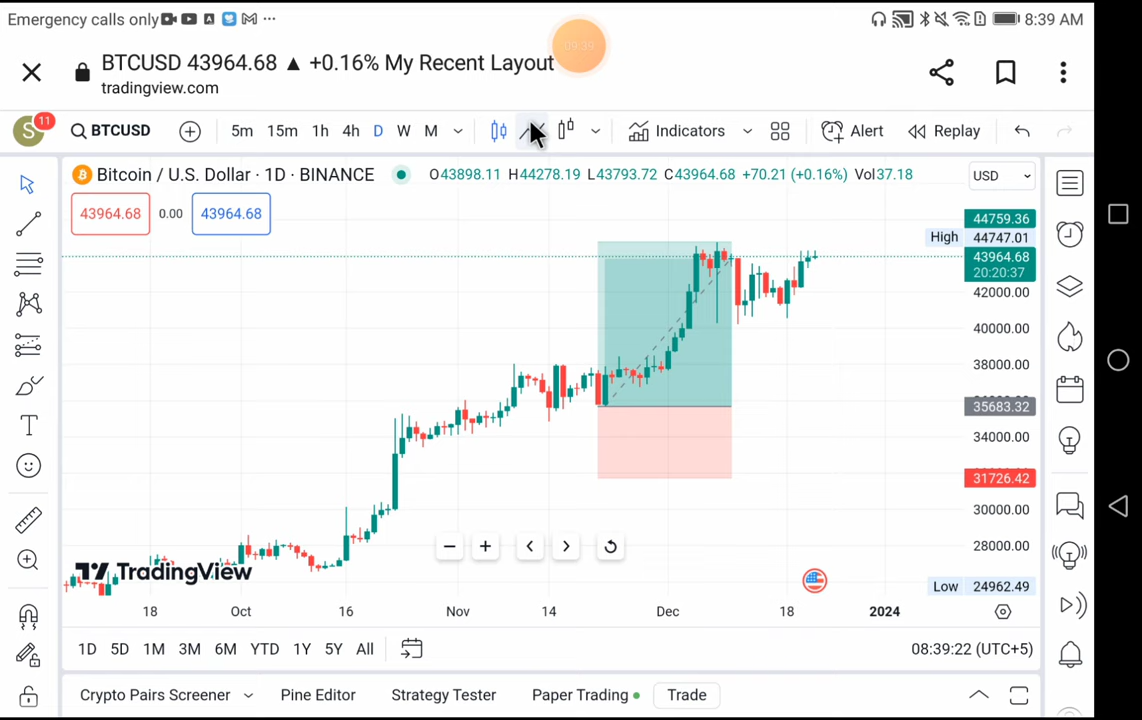 Emergency calls only
8:39 AM
09:39
BTCUSD 43964.68 ▲ +0.16% My Recent Layout
tradingview.com
S 11 BTCUSD 5m 15m 1h 4h D W M Indicators Alert Replay
Bitcoin / U.S. Dollar · 1D · BINANCE O43898.11 H44278.19 L43793.72 C43964.68 +70.21 (+0.16%) Vol37.18 USD
43964.68 0.00 43964.68
44759.36
High 44747.01
43964.68
20:20:37
42000.00
40000.00
38000.00
35683.32
34000.00
31726.42
30000.00
28000.00
Low 24962.49
TradingView
18 Oct 16 Nov 14 Dec 18 2024
1D 5D 1M 3M 6M YTD 1Y 5Y All 08:39:22 (UTC+5)
Crypto Pairs Screener Pine Editor Strategy Tester Paper Trading Trade